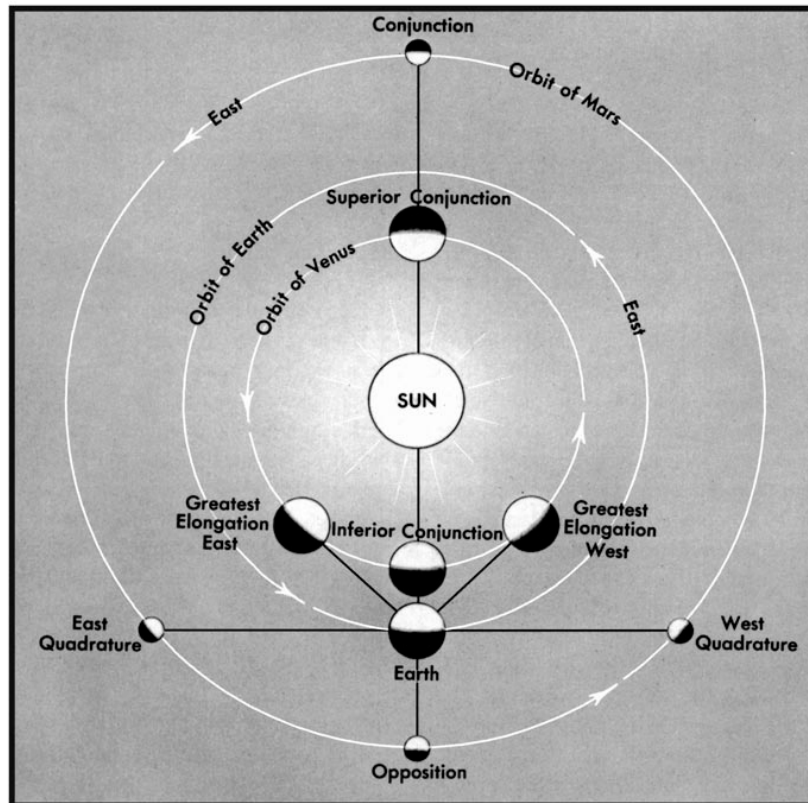 Conjunction
Orbit of Mars
East
Superior Conjunction
Orbit of Earth
Orbit of Venus
East
SUN
Greatest
Elongation
East
Inferior Conjunction
Greatest
Elongation
West
East
Quadrature
West
Quadrature
Earth
Opposition